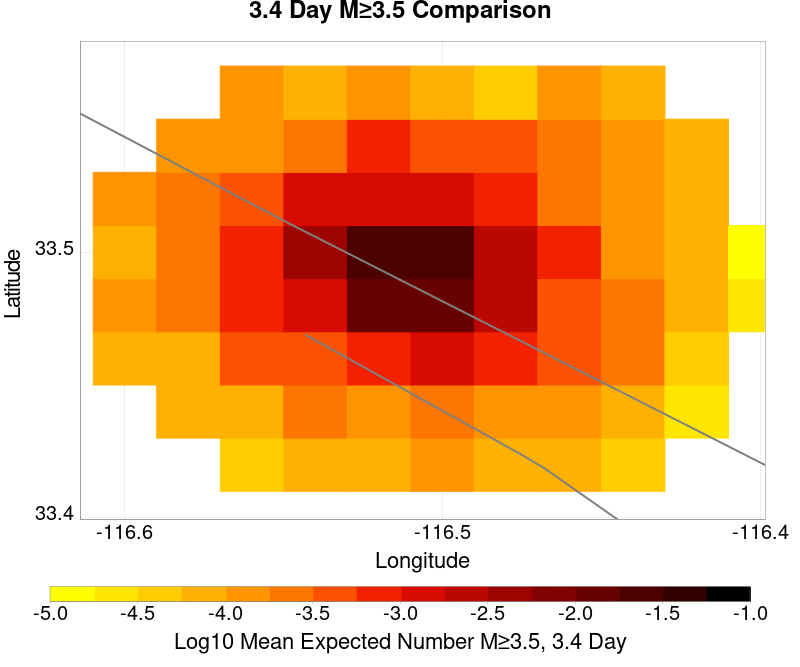 3.4 Day M≥3.5 Comparison
Latitude
33.5
33.4
-116.6 -116.5 -116.4
Longitude
-5.0 -4.5 -4.0 -3.5 -3.0 -2.5 -2.0 -1.5 -1.0
Log10 Mean Expected Number M≥3.5, 3.4 Day